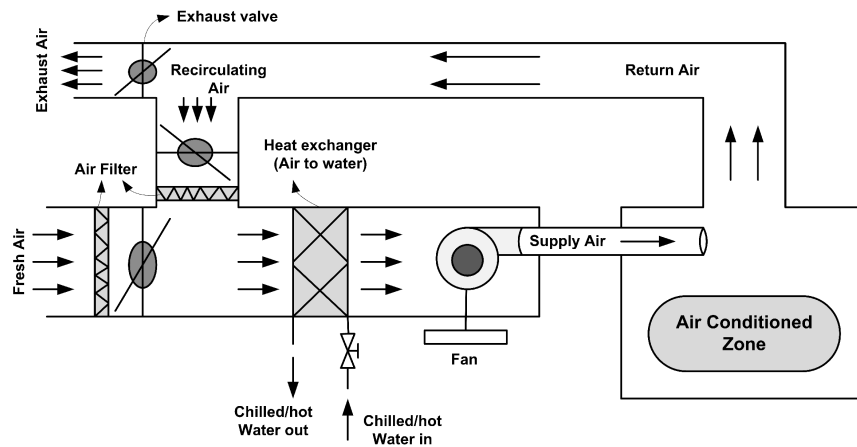 Exhaust valve
Exhaust Air
Recirculating
Air
Return Air
Heat exchanger
(Air to water)
Air Filter
Fresh Air
Supply Air
Air Conditioned
Zone
Fan
Chilled/hot
Water out
Chilled/hot
Water in